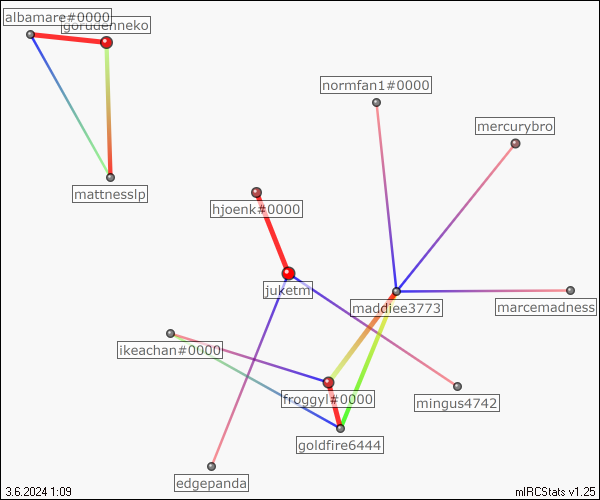 albamare#0000
gorudenneko
normfan1#0000
mercurybro
mattnesslp
hjoenk#0000
juketm
maddiee3773
marcemadness
ikeachan#0000
froggyl#0000
mingus4742
goldfire6444
edgepanda
3.6.2024 1:09
mIRCStats v1.25